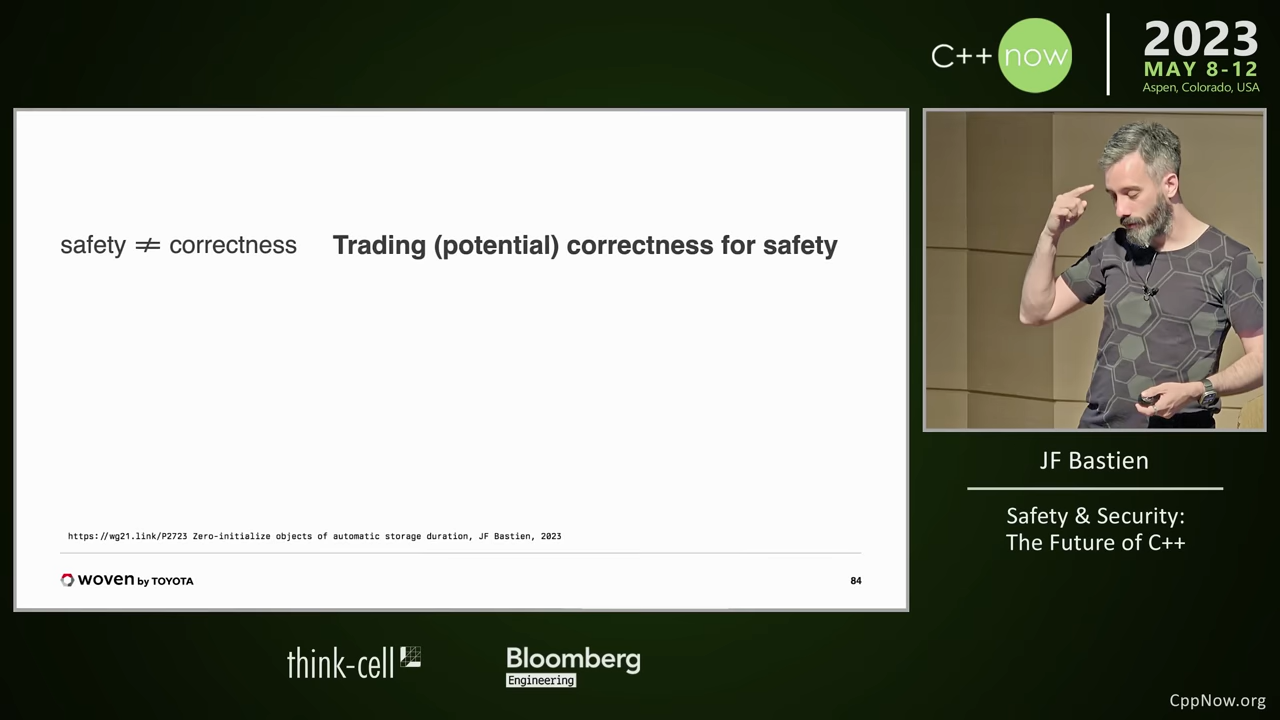 C++ now
2023
MAY 8-12
Aspen, Colorado, USA
safety ≠ correctness
Trading (potential) correctness for safety
https://wg21.link/P2723 Zero-initialize objects of automatic storage duration, JF Bastien, 2023
woven by TOYOTA
84
JF Bastien
Safety & Security:
The Future of C++
think-cell
Bloomberg
Engineering
CppNow.org